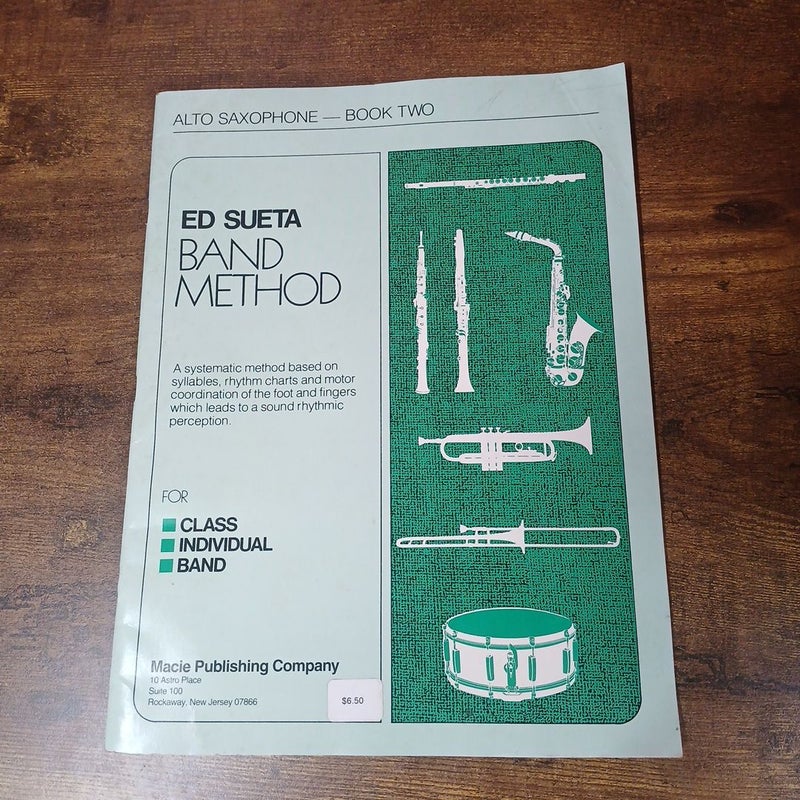 ALTO SAXOPHONE — BOOK TWO
ED SUETA
BAND
METHOD
A systematic method based on
syllables, rhythm charts and motor
coordination of the foot and fingers
which leads to a sound rhythmic
perception.
FOR
CLASS
INDIVIDUAL
BAND
Macie Publishing Company
10 Astro Place
Suite 100
Rockaway, New Jersey 07866
$6.50